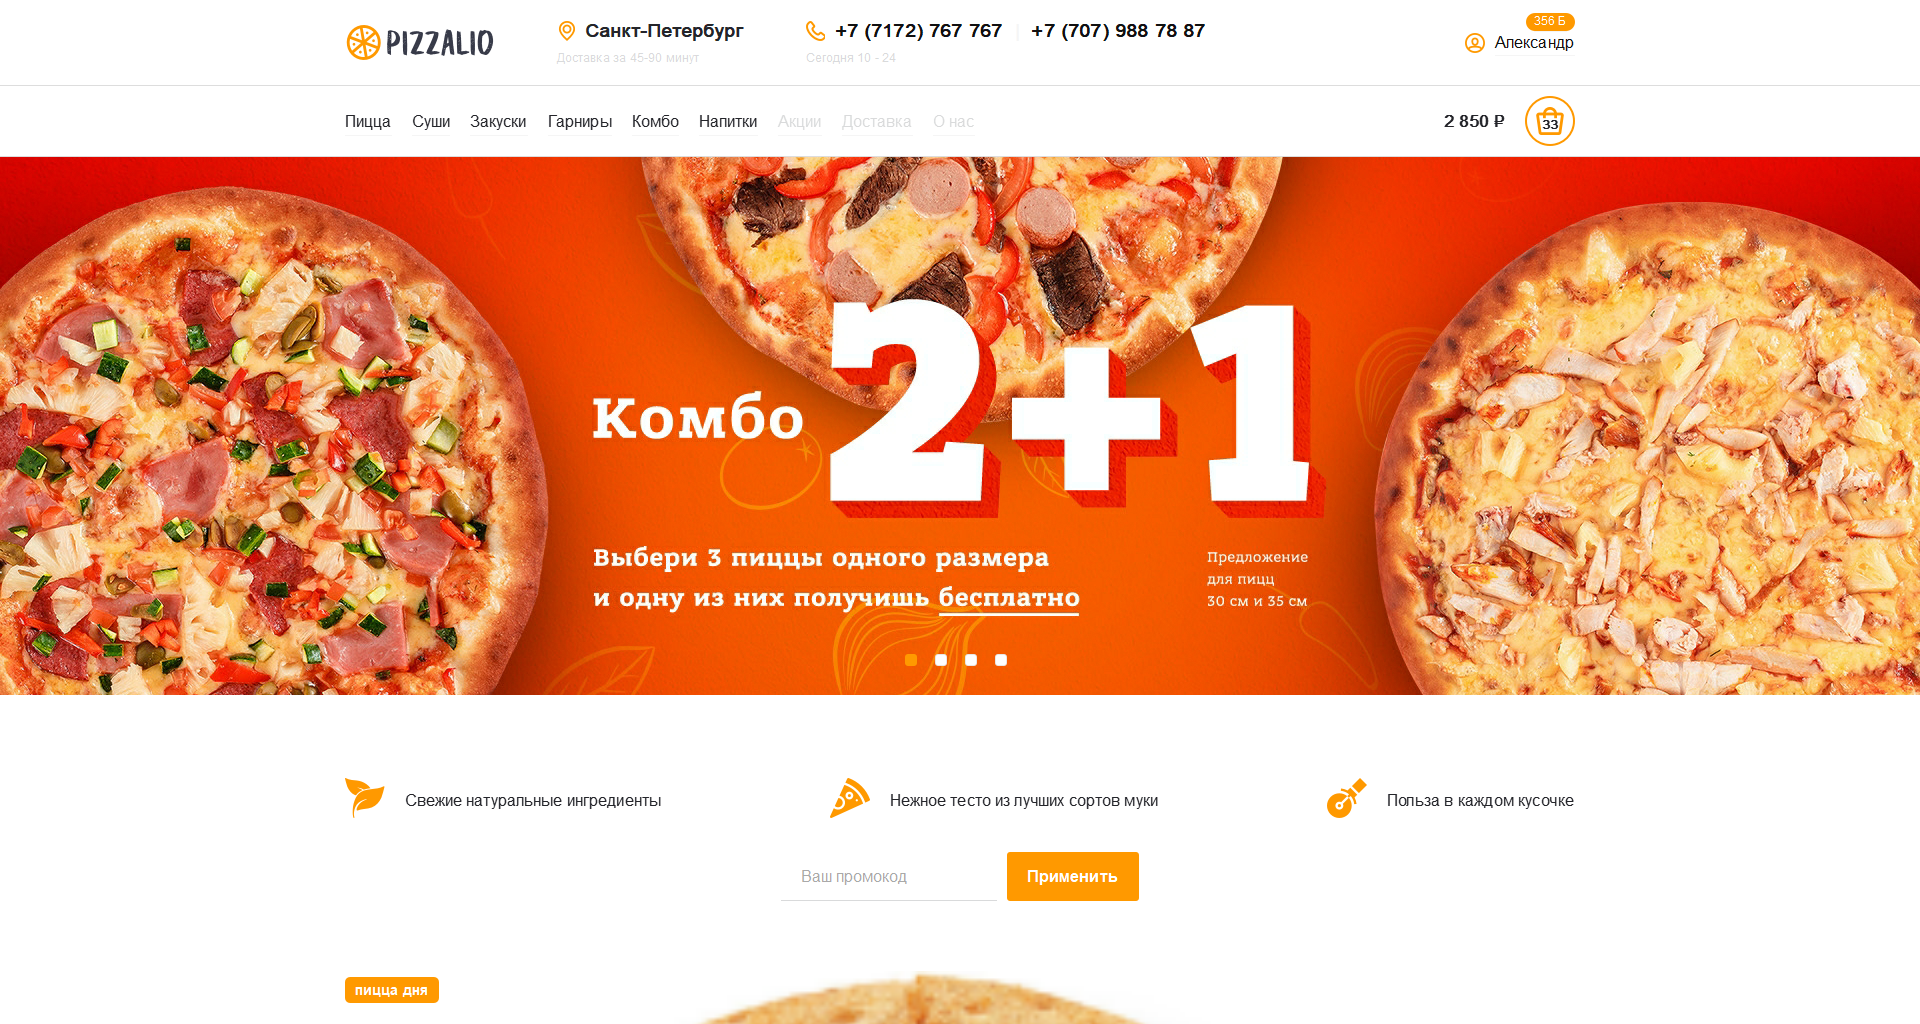 PIZZALIO
Санкт-Петербург
Доставка за 45-90 минут
+7 (7172) 767 767
+7 (707) 988 78 87
Сегодня 10 - 24
356 Б
Александр
Пицца
Суши
Закуски
Гарниры
Комбо
Напитки
Акции
Доставка
О нас
2 850 ₽
33
Комбо 2+1
Выбери 3 пиццы одного размера
и одну из них получишь бесплатно
Предложение
для пицц
30 см и 35 см
Свежие натуральные ингредиенты
Нежное тесто из лучших сортов муки
Польза в каждом кусочке
Ваш промокод
Применить
пицца дня